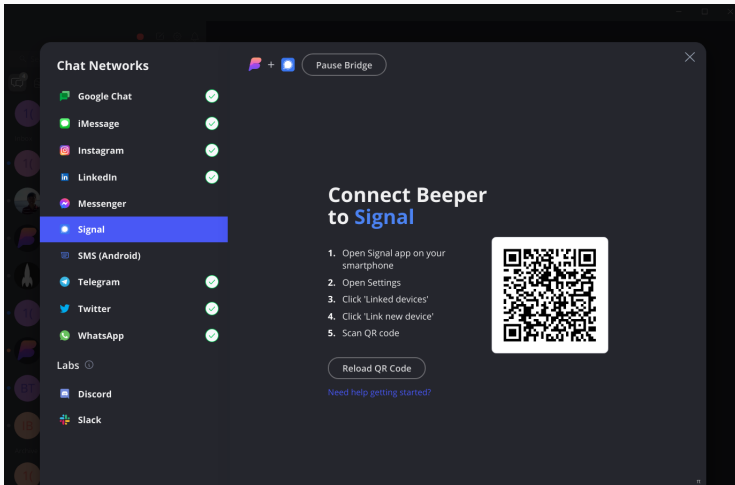 Chat Networks
Google Chat
iMessage
Instagram
LinkedIn
Messenger
Signal
SMS (Android)
Telegram
Twitter
WhatsApp
Labs
Discord
Slack
+
Pause Bridge
Connect Beeper
to Signal
1. Open Signal app on your
smartphone
2. Open Settings
3. Click 'Linked devices'
4. Click 'Link new device'
5. Scan QR code
Reload QR Code
Need help getting started?